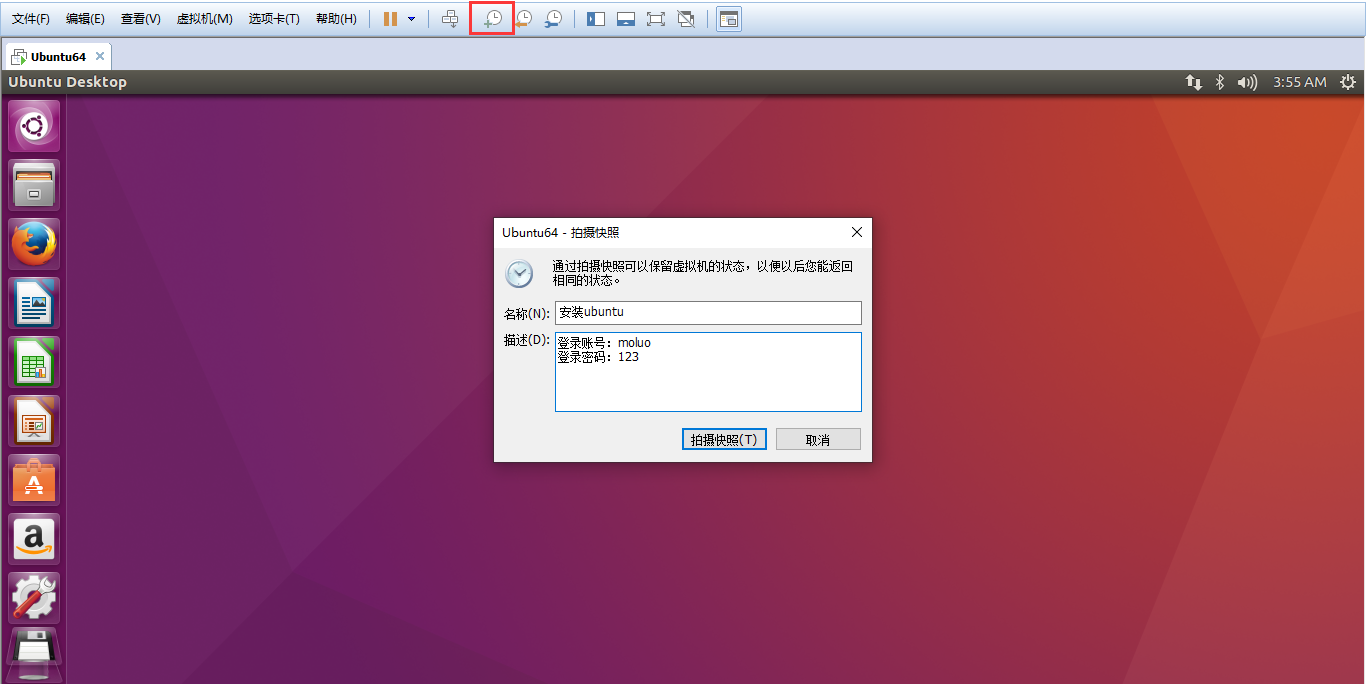 文件(F) 编辑(E) 查看(V) 虚拟机(M) 选项卡(T) 帮助(H)
Ubuntu64
Ubuntu Desktop 3:55 AM
Ubuntu64 - 拍摄快照
通过拍摄快照可以保留虚拟机的状态，以便以后您能返回
相同的状态。
名称(N): 安装ubuntu
描述(D): 登录账号：moluo
登录密码：123
拍摄快照(T) 取消